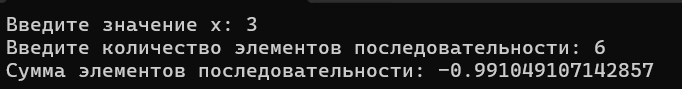 Введите значение x: 3
Введите количество элементов последовательности: 6
Сумма элементов последовательности: -0.991049107142857